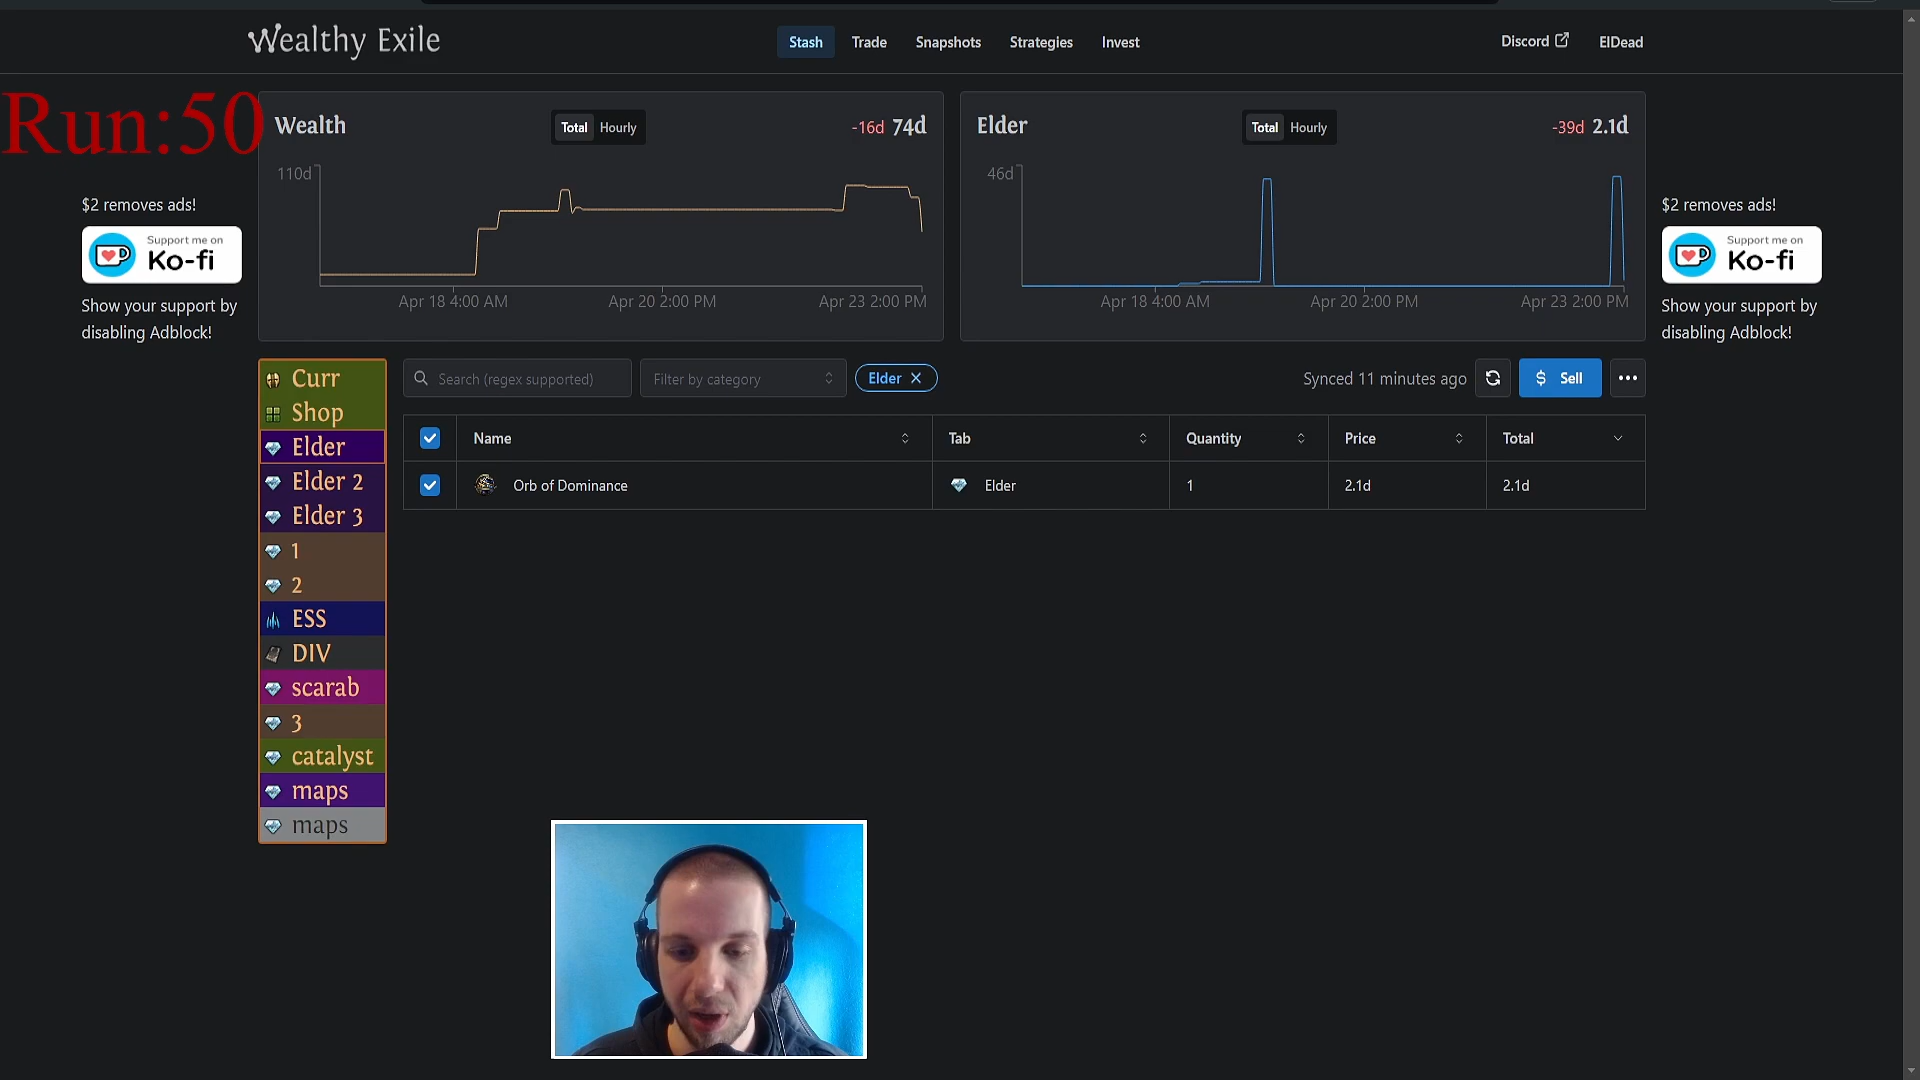 Wealthy Exile
Stash
Trade
Snapshots
Strategies
Invest
Discord
ElDead
Run:50
Wealth
Total
Hourly
-16d 74d
110d
Apr 18 4:00 AM
Apr 20 2:00 PM
Apr 23 2:00 PM
Elder
Total
Hourly
-39d 2.1d
46d
Apr 18 4:00 AM
Apr 20 2:00 PM
Apr 23 2:00 PM
$2 removes ads!
Support me on
Ko-fi
Show your support by
disabling Adblock!
$2 removes ads!
Support me on
Ko-fi
Show your support by
disabling Adblock!
Curr
Shop
Elder
Elder 2
Elder 3
1
2
ESS
DIV
scarab
3
catalyst
maps
maps
Search (regex supported)
Filter by category
Elder
Synced 11 minutes ago
$ Sell
Name
Tab
Quantity
Price
Total
Orb of Dominance
Elder
1
2.1d
2.1d